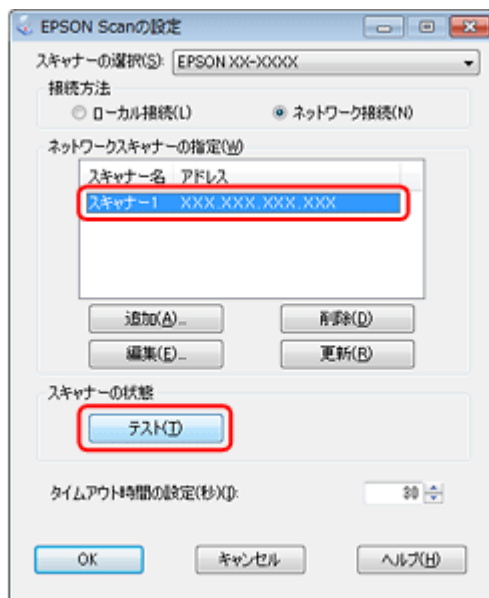 EPSON Scanの設定
スキャナーの選択(S): EPSON XX-XXXX
接続方法
ローカル接続(L) ネットワーク接続(N)
ネットワークスキャナーの指定(W)
スキャナー名 アドレス
スキャナー1 XXX.XXX.XXX.XXX
追加(A)... 削除(D)
編集(E)... 更新(R)
スキャナーの状態
テスト(T)
タイムアウト時間の設定(秒)(I): 30
OK キャンセル ヘルプ(H)